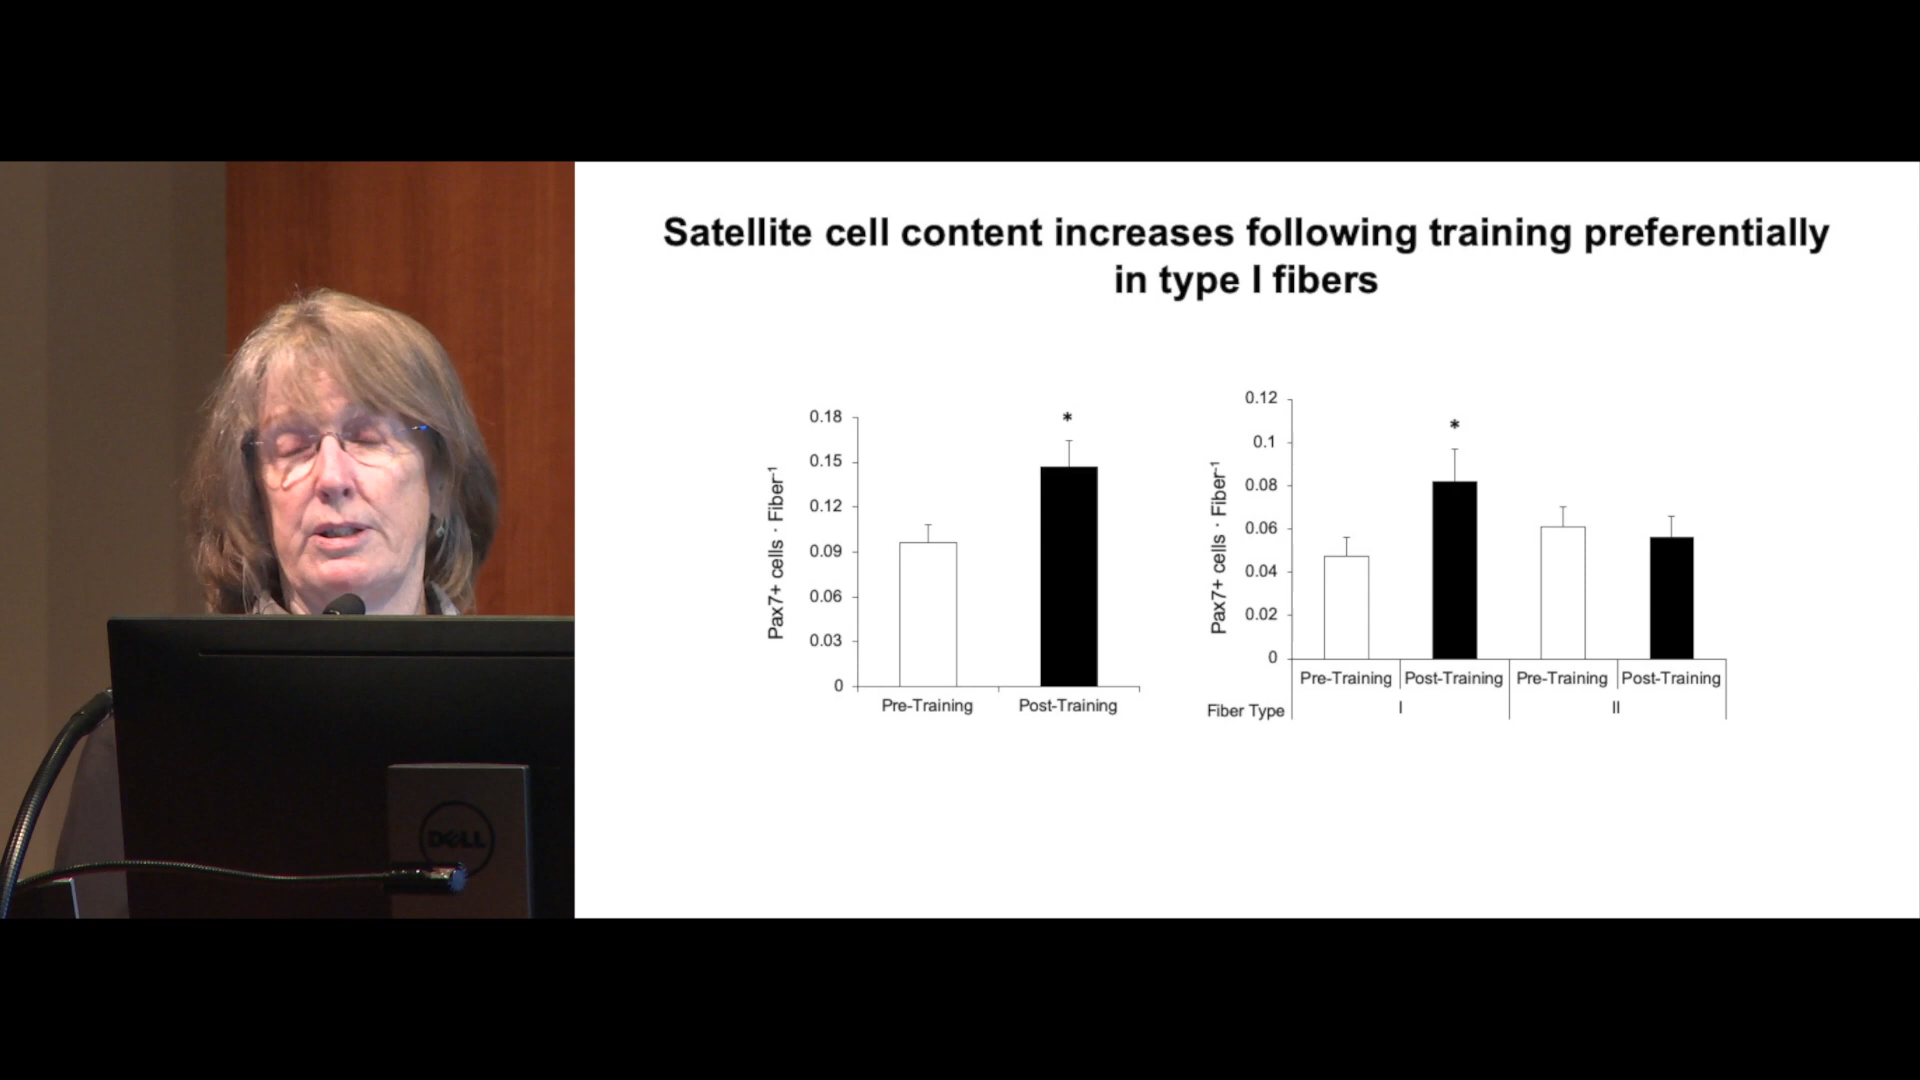 Satellite cell content increases following training preferentially
in type I fibers
0.18
0.15
0.12
0.09
0.06
0.03
0
Pax7+ cells · Fiber-1
*
Pre-Training
Post-Training
0.12
0.1
0.08
0.06
0.04
0.02
0
Pax7+ cells · Fiber-1
*
Pre-Training
Post-Training
Pre-Training
Post-Training
Fiber Type
I
II
DELL